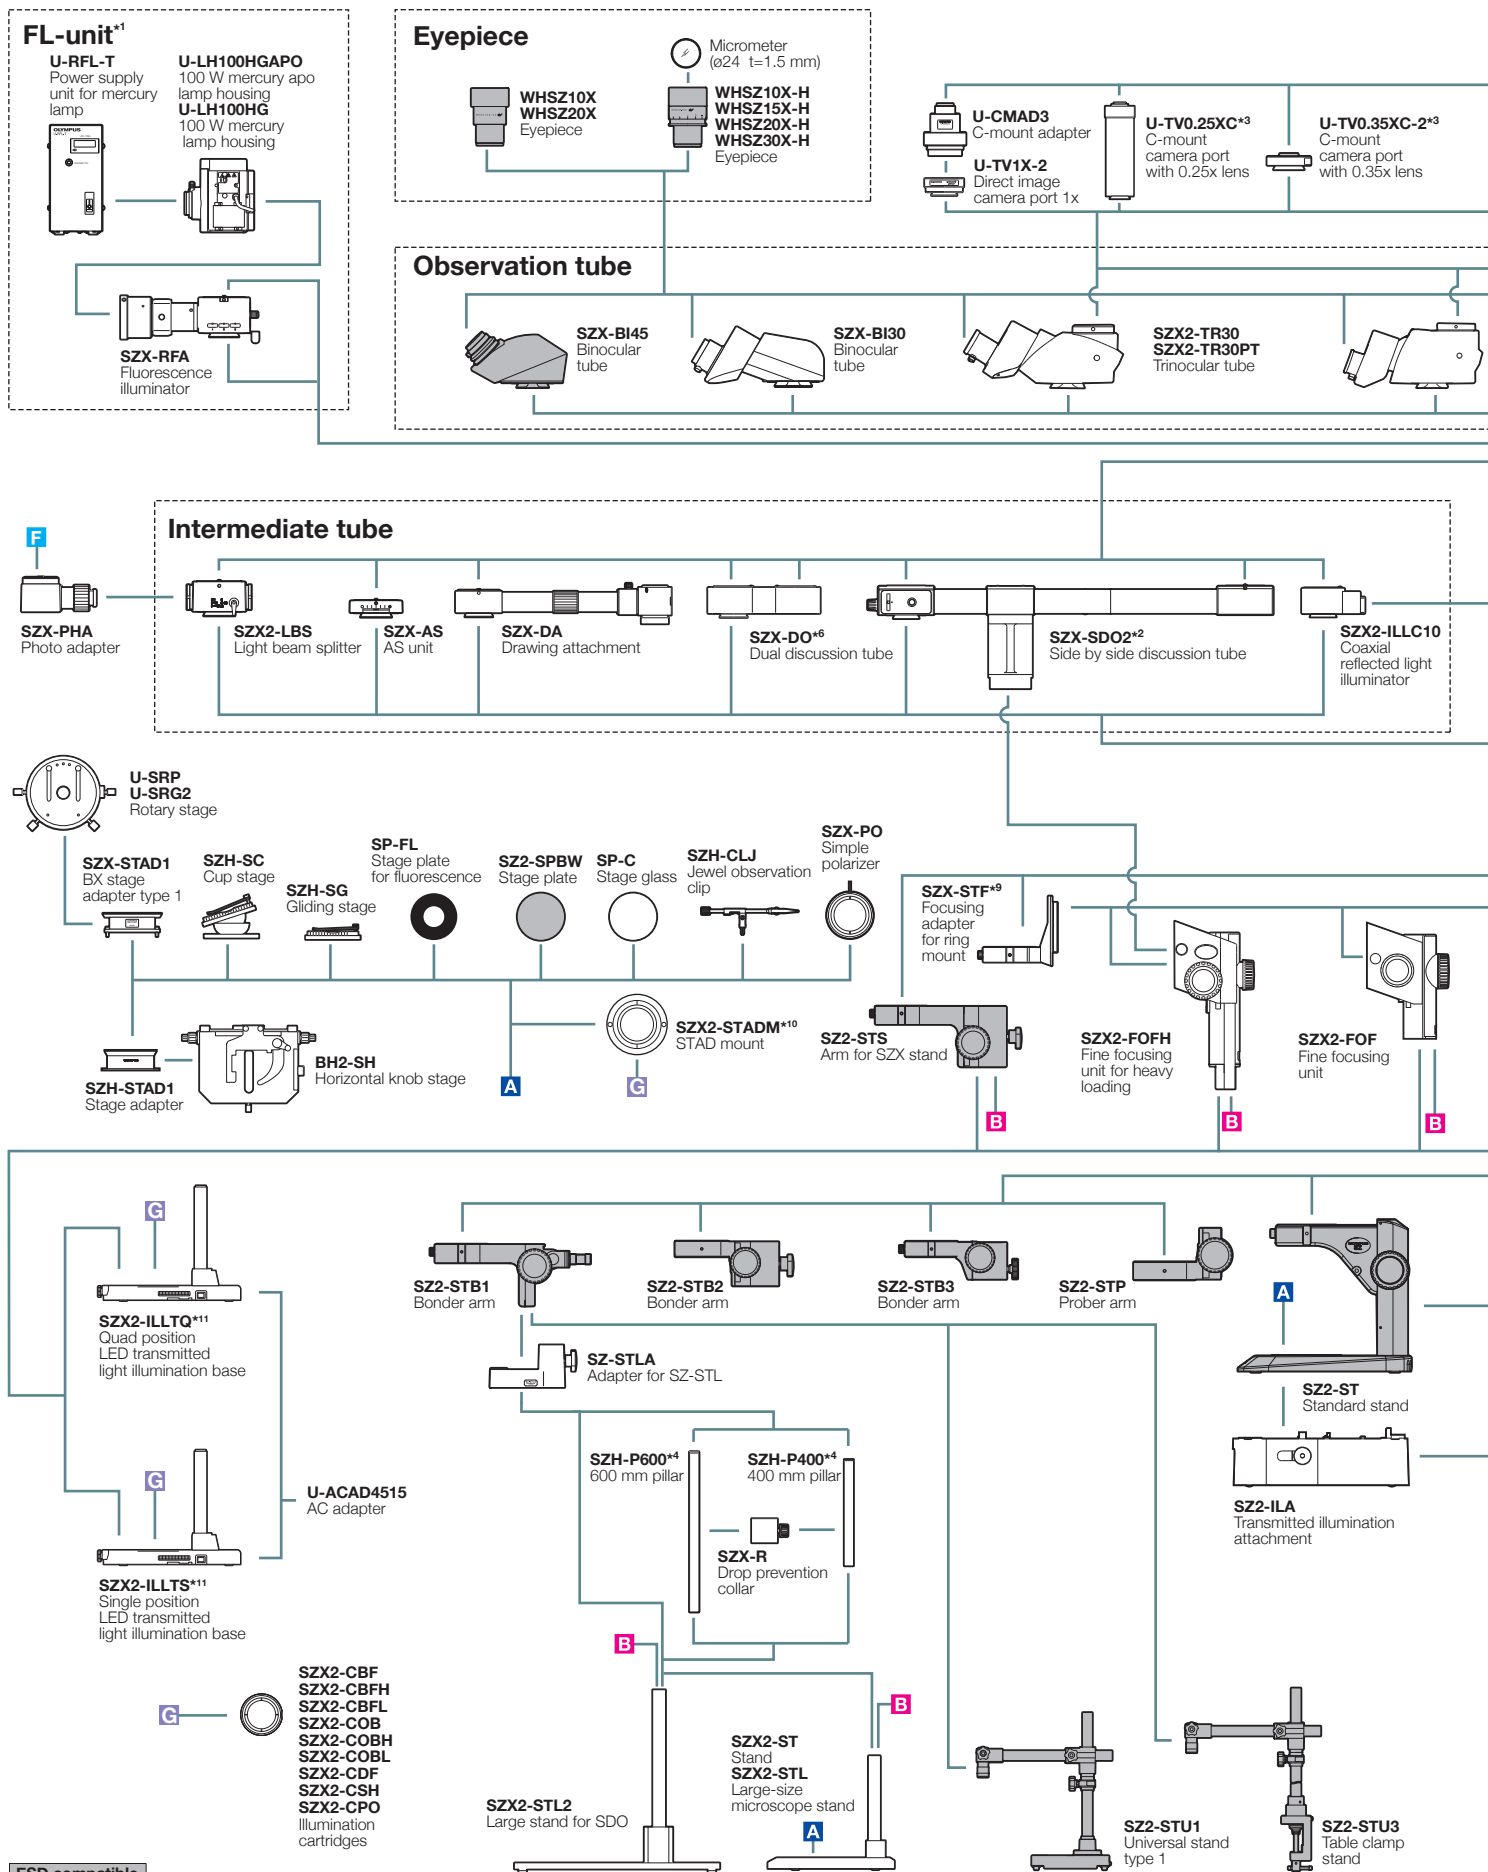 FL-unit*1
U-RFL-T
Power supply
unit for mercury
lamp
U-LH100HGAPO
100 W mercury apo
lamp housing
U-LH100HG
100 W mercury
lamp housing
OLYMPUS
SZX-RFA
Fluorescence
illuminator
Eyepiece
Micrometer
(ø24 t=1.5 mm)
WHSZ10X
WHSZ20X
Eyepiece
WHSZ10X-H
WHSZ15X-H
WHSZ20X-H
WHSZ30X-H
Eyepiece
U-CMAD3
C-mount adapter
U-TV1X-2
Direct image
camera port 1x
U-TV0.25XC*3
C-mount
camera port
with 0.25x lens
U-TV0.35XC-2*3
C-mount
camera port
with 0.35x lens
Observation tube
SZX-BI45
Binocular
tube
SZX-BI30
Binocular
tube
SZX2-TR30
SZX2-TR30PT
Trinocular tube
Intermediate tube
F
SZX-PHA
Photo adapter
SZX2-LBS
Light beam splitter
SZX-AS
AS unit
SZX-DA
Drawing attachment
SZX-DO*6
Dual discussion tube
SZX-SDO2*2
Side by side discussion tube
SZX2-ILLC10
Coaxial
reflected light
illuminator
U-SRP
U-SRG2
Rotary stage
SZX-STAD1
BX stage
adapter type 1
SZH-SC
Cup stage
SZH-SG
Gliding stage
SP-FL
Stage plate
for fluorescence
SZ2-SPBW
Stage plate
SP-C
Stage glass
SZH-CLJ
Jewel observation
clip
SZX-PO
Simple
polarizer
SZX-STF*9
Focusing
adapter
for ring
mount
SZH-STAD1
Stage adapter
BH2-SH
Horizontal knob stage
A
SZX2-STADM*10
STAD mount
G
SZ2-STS
Arm for SZX stand
B
SZX2-FOFH
Fine focusing
unit for heavy
loading
B
SZX2-FOF
Fine focusing
unit
B
G
SZX2-ILLTQ*11
Quad position
LED transmitted
light illumination base
G
SZX2-ILLTS*11
Single position
LED transmitted
light illumination base
U-ACAD4515
AC adapter
SZ2-STB1
Bonder arm
SZ2-STB2
Bonder arm
SZ2-STB3
Bonder arm
SZ2-STP
Prober arm
A
SZ2-ST
Standard stand
SZ2-ILA
Transmitted illumination
attachment
SZ-STLA
Adapter for SZ-STL
SZH-P600*4
600 mm pillar
SZH-P400*4
400 mm pillar
SZX-R
Drop prevention
collar
G
SZX2-CBF
SZX2-CBFH
SZX2-CBFL
SZX2-COB
SZX2-COBH
SZX2-COBL
SZX2-CDF
SZX2-CSH
SZX2-CPO
Illumination
cartridges
B
SZX2-STL2
Large stand for SDO
B
SZX2-ST
Stand
SZX2-STL
Large-size
microscope stand
A
SZ2-STU1
Universal stand
type 1
SZ2-STU3
Table clamp
stand
ESD compatible